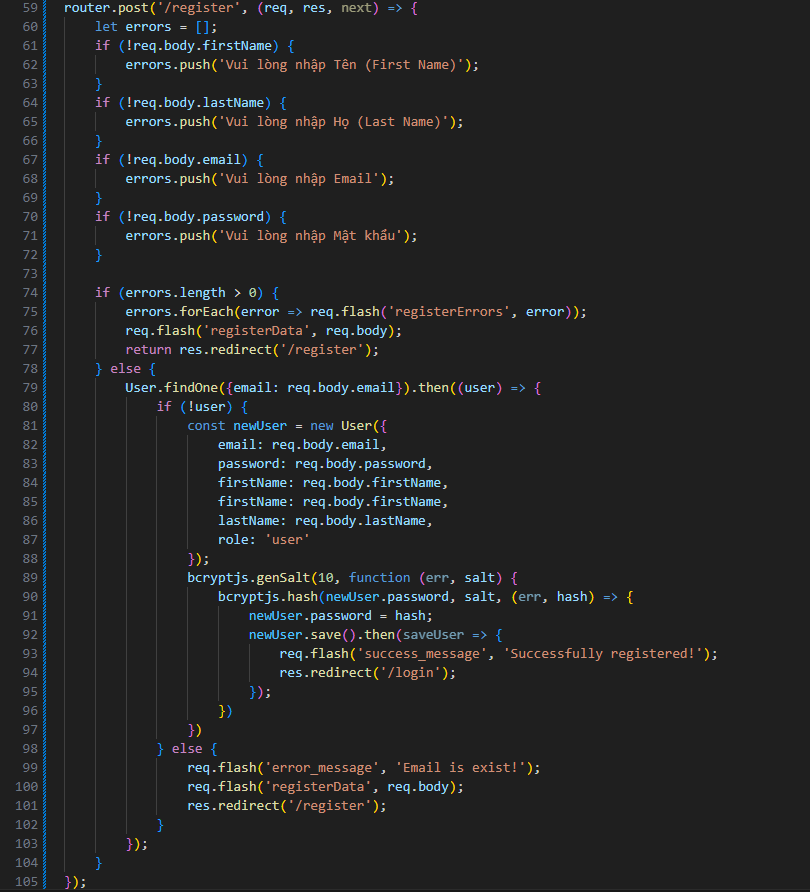 59 router.post('/register', (req, res, next) => {
60     let errors = [];
61     if (!req.body.firstName) {
62         errors.push('Vui lòng nhập Tên (First Name)');
63     }
64     if (!req.body.lastName) {
65         errors.push('Vui lòng nhập Họ (Last Name)');
66     }
67     if (!req.body.email) {
68         errors.push('Vui lòng nhập Email');
69     }
70     if (!req.body.password) {
71         errors.push('Vui lòng nhập Mật khẩu');
72     }
73
74     if (errors.length > 0) {
75         errors.forEach(error => req.flash('registerErrors', error));
76         req.flash('registerData', req.body);
77         return res.redirect('/register');
78     } else {
79         User.findOne({email: req.body.email}).then((user) => {
80             if (!user) {
81                 const newUser = new User({
82                     email: req.body.email,
83                     password: req.body.password,
84                     firstName: req.body.firstName,
85                     firstName: req.body.firstName,
86                     lastName: req.body.lastName,
87                     role: 'user'
88                 });
89                 bcryptjs.genSalt(10, function (err, salt) {
90                     bcryptjs.hash(newUser.password, salt, (err, hash) => {
91                         newUser.password = hash;
92                         newUser.save().then(saveUser => {
93                             req.flash('success_message', 'Successfully registered!');
94                             res.redirect('/login');
95                         });
96                     })
97                 })
98             } else {
99                 req.flash('error_message', 'Email is exist!');
100                 req.flash('registerData', req.body);
101                 res.redirect('/register');
102             }
103         });
104     }
105 });